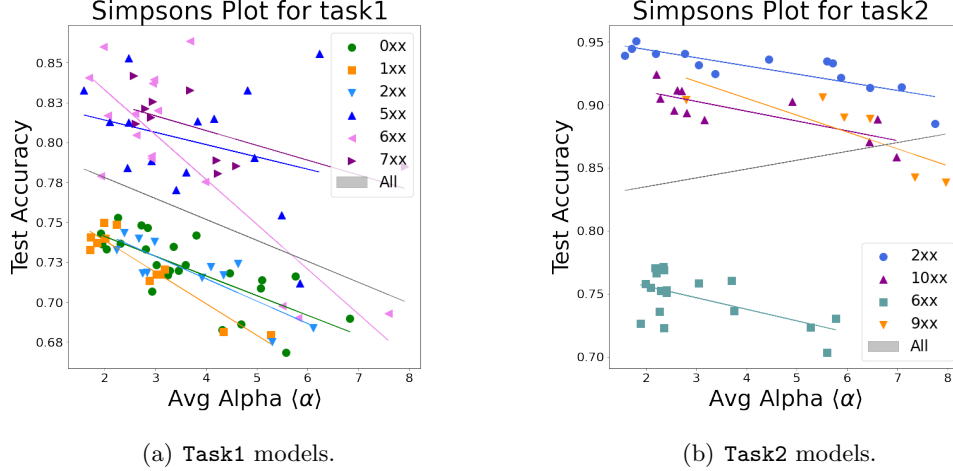 Simpsons Plot for task1
Test Accuracy
0.85
0.83
0.80
0.78
0.75
0.73
0.70
0.68
0xx
1xx
2xx
5xx
6xx
7xx
All
2 3 4 5 6 7 8
Avg Alpha ⟨α⟩
(a) Task1 models.
Simpsons Plot for task2
Test Accuracy
0.95
0.90
0.85
0.80
0.75
0.70
2xx
10xx
6xx
9xx
All
2 3 4 5 6 7 8
Avg Alpha ⟨α⟩
(b) Task2 models.